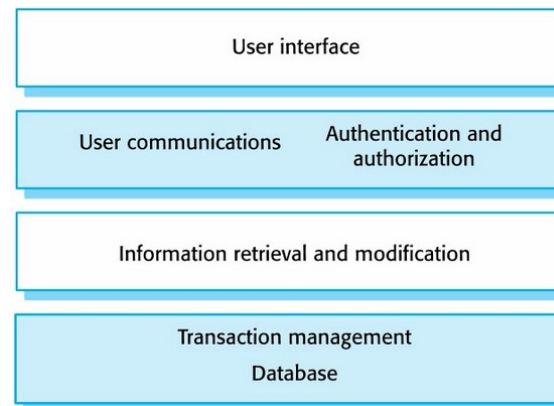 User interface
User communications
Authentication and
authorization
Information retrieval and modification
Transaction management
Database